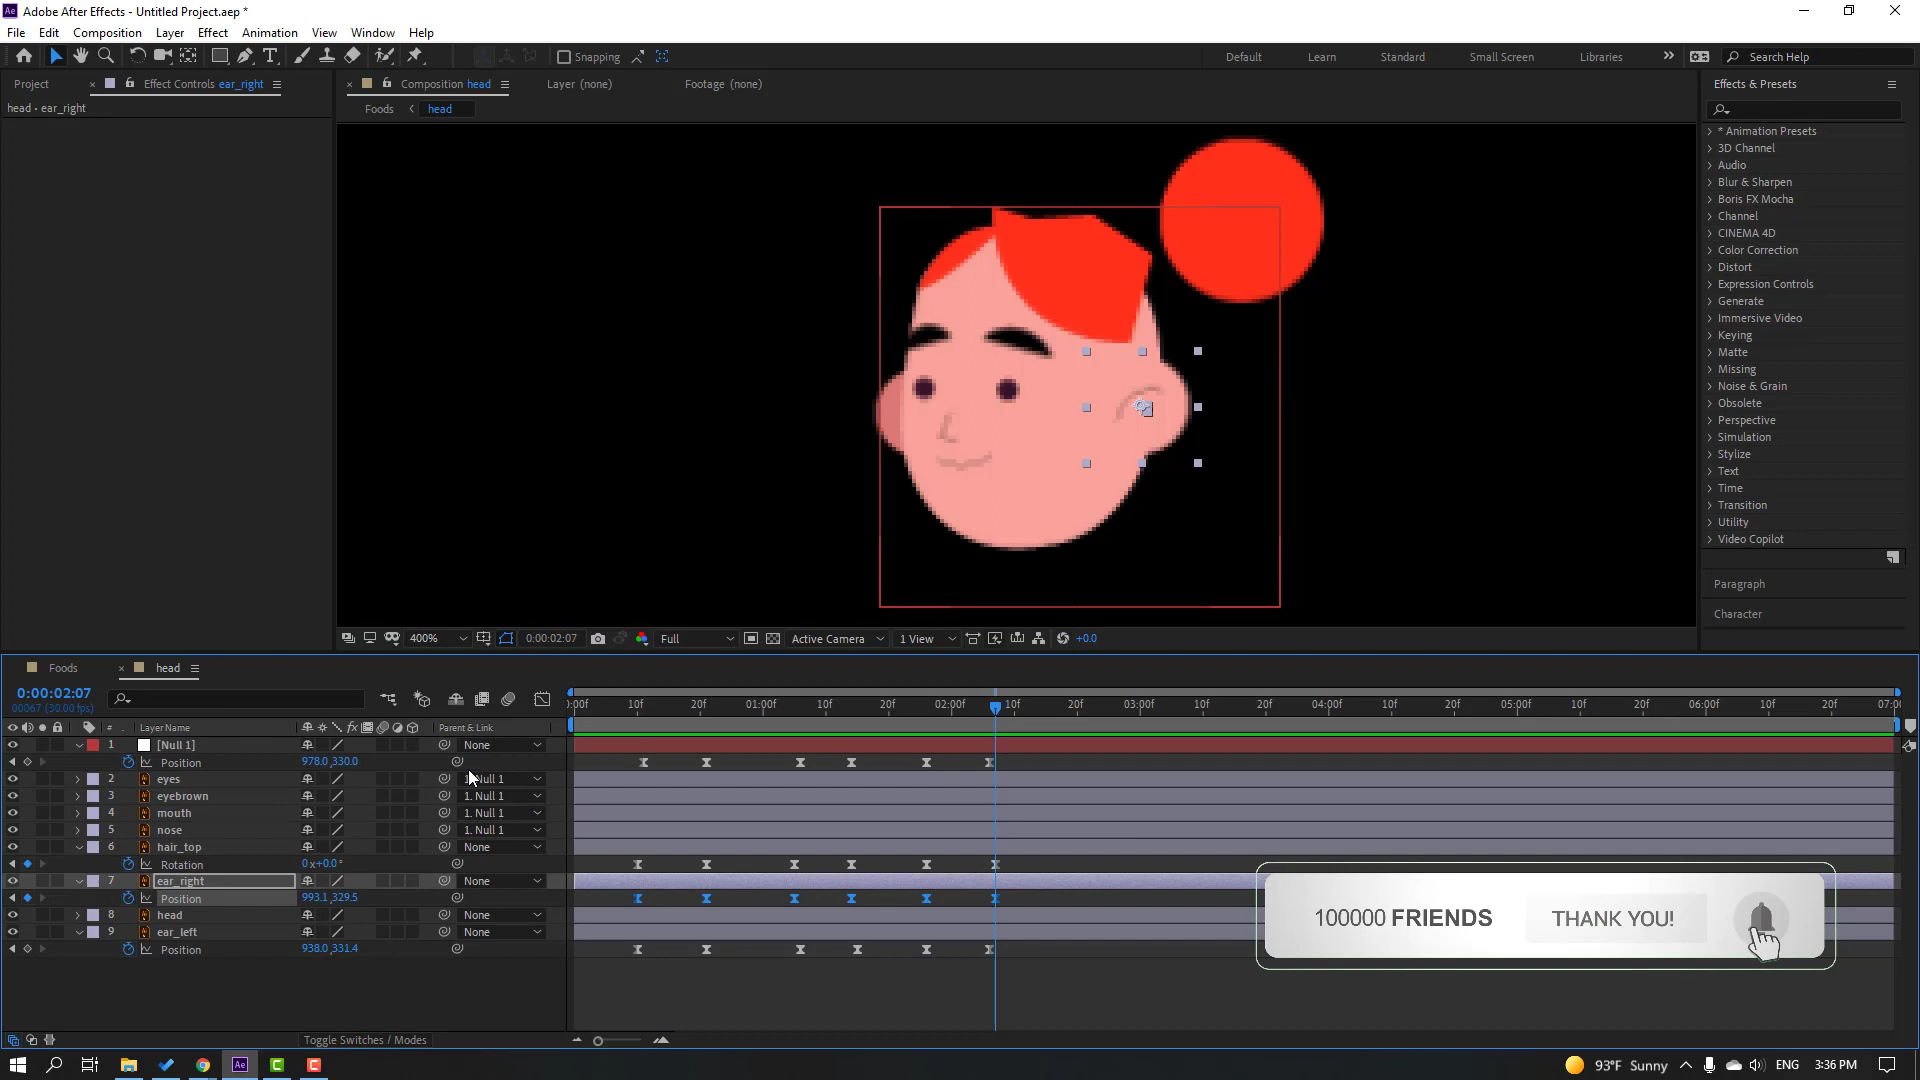 Ae Adobe After Effects - Untitled Project.aep *
File Edit Composition Layer Effect Animation View Window Help
Snapping Default Learn Standard Small Screen Libraries Search Help
Project Effect Controls ear_right Composition head Layer (none) Footage (none) Effects & Presets
head • ear_right Foods head
* Animation Presets
3D Channel
Audio
Blur & Sharpen
Boris FX Mocha
Channel
CINEMA 4D
Color Correction
Distort
Expression Controls
Generate
Immersive Video
Keying
Matte
Missing
Noise & Grain
Obsolete
Perspective
Simulation
Stylize
Text
Time
Transition
Utility
Video Copilot
Paragraph
Character
400% 0:00:02:07 Full Active Camera 1 View +0.0
Foods head
0:00:02:07
00067 (30.00 fps)
:00f 10f 20f 01:00f 10f 20f 02:00f 10f 20f 03:00f 10f 20f 04:00f 10f 20f 05:00f 10f 20f 06:00f 10f 20f 07:00
# Layer Name fx Parent & Link
1 [Null 1] None
Position 978.0,330.0
2 eyes 1. Null 1
3 eyebrown 1. Null 1
4 mouth 1. Null 1
5 nose 1. Null 1
6 hair_top None
Rotation 0x+0.0°
7 ear_right None
Position 993.1,329.5
8 head None
9 ear_left None
Position 938.0,331.4
100000 FRIENDS THANK YOU!
Toggle Switches / Modes
Ae C C 93°F Sunny ENG 3:36 PM